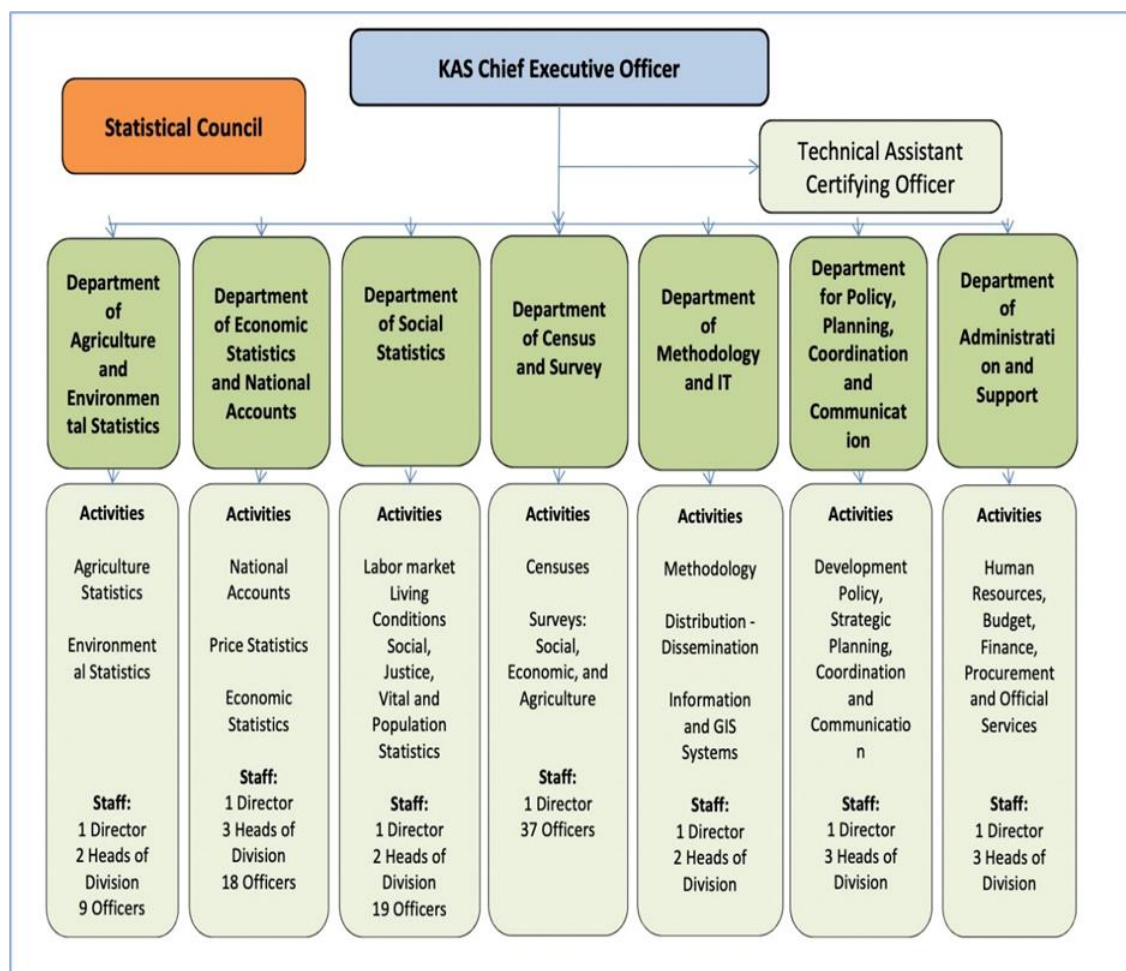 KAS Chief Executive Officer
Statistical Council
Technical Assistant
Certifying Officer
Department
of
Agriculture
and
Environmen
tal Statistics
Department
of Economic
Statistics
and National
Accounts
Department
of Social
Statistics
Department
of Census
and Survey
Department
of
Methodology
and IT
Department
for Policy,
Planning,
Coordination
and
Communicat
ion
Department
of
Administrati
on and
Support
Activities
Agriculture
Statistics
Environment
al Statistics
Staff:
1 Director
2 Heads of
Division
9 Officers
Activities
National
Accounts
Price Statistics
Economic
Statistics
Staff:
1 Director
3 Heads of
Division
18 Officers
Activities
Labor market
Living
Conditions
Social,
Justice,
Vital and
Population
Statistics
Staff:
1 Director
2 Heads of
Division
19 Officers
Activities
Censuses
Surveys:
Social,
Economic, and
Agriculture
Staff:
1 Director
37 Officers
Activities
Methodology
Distribution -
Dissemination
Information
and GIS
Systems
Staff:
1 Director
2 Heads of
Division
Activities
Development
Policy,
Strategic
Planning,
Coordination
and
Communicatio
n
Staff:
1 Director
3 Heads of
Division
Activities
Human
Resources,
Budget,
Finance,
Procurement
and Official
Services
Staff:
1 Director
3 Heads of
Division